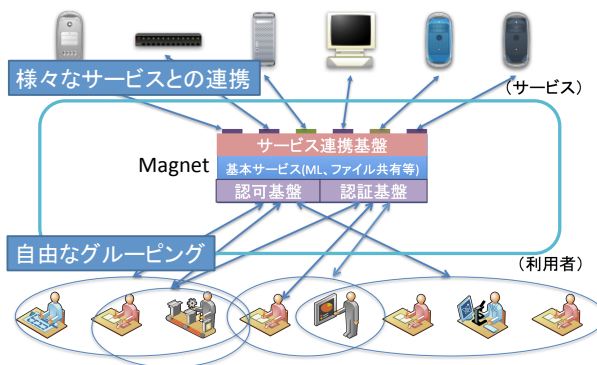 様々なサービスとの連携
(サービス)
サービス連携基盤
Magnet
基本サービス(ML、ファイル共有等)
認可基盤
認証基盤
自由なグルーピング
(利用者)